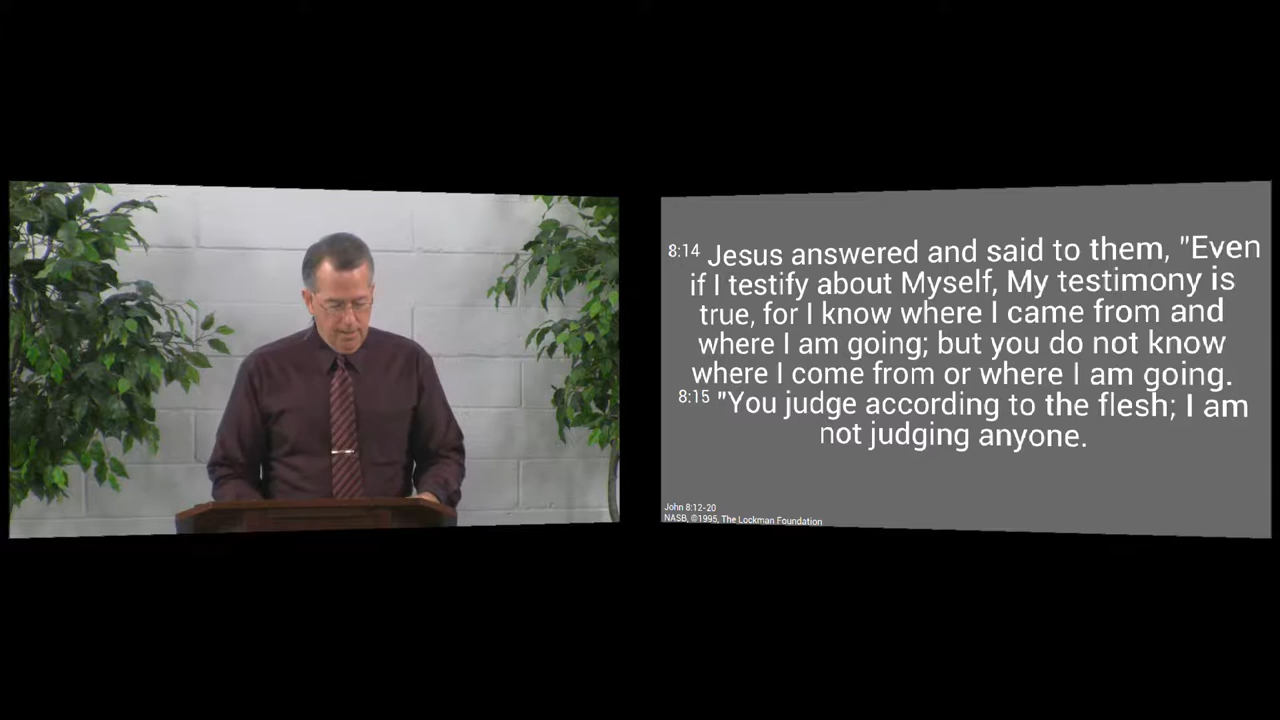 8:14 Jesus answered and said to them, "Even
if I testify about Myself, My testimony is
true, for I know where I came from and
where I am going; but you do not know
where I come from or where I am going.
8:15 "You judge according to the flesh; I am
not judging anyone.
John 8:12-20
NASB, ©1995, The Lockman Foundation